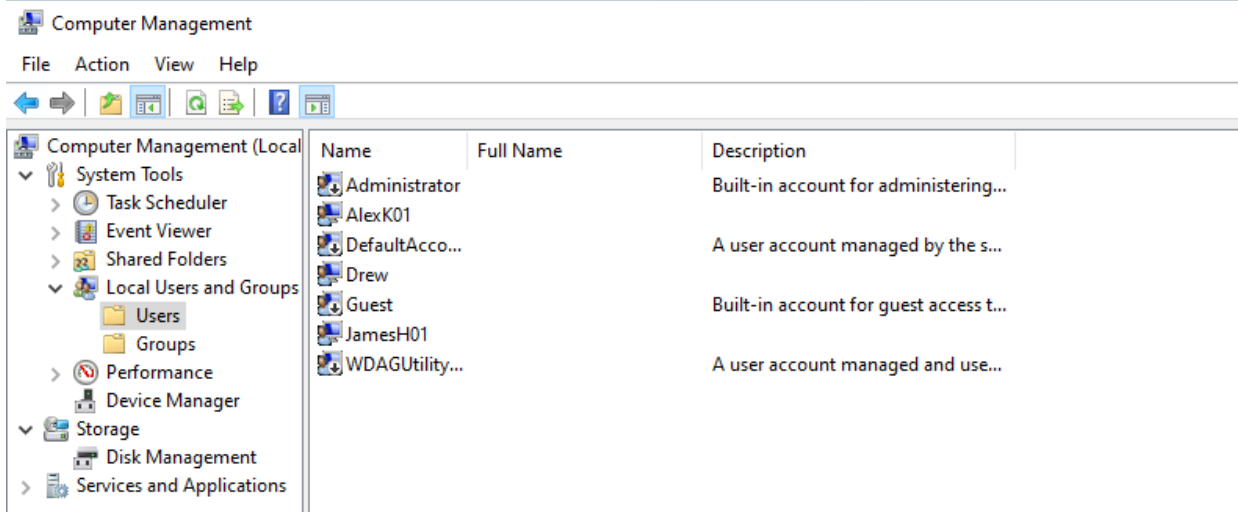 Computer Management
File Action View Help
Computer Management (Local
System Tools
Task Scheduler
Event Viewer
Shared Folders
Local Users and Groups
Users
Groups
Performance
Device Manager
Storage
Disk Management
Services and Applications
Name Full Name Description
Administrator Built-in account for administering...
AlexK01
DefaultAcco... A user account managed by the s...
Drew
Guest Built-in account for guest access t...
JamesH01
WDAGUtility... A user account managed and use...